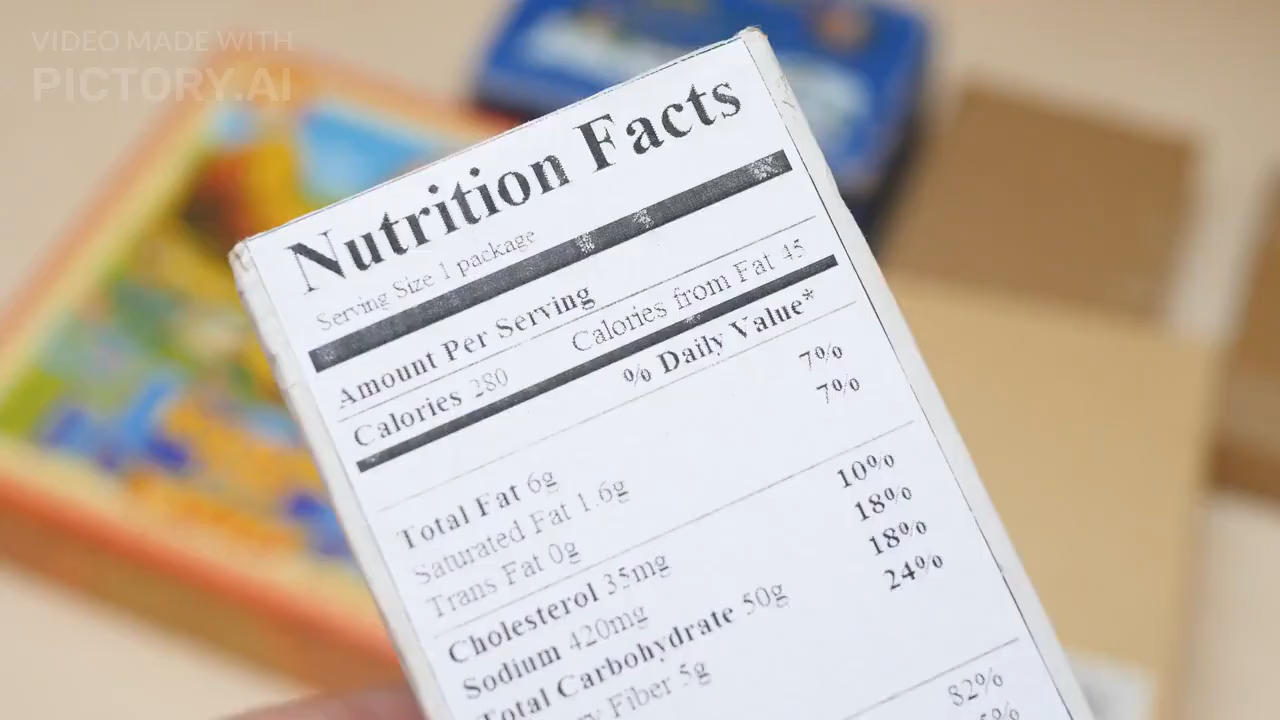 VIDEO MADE WITH
PICTORY.AI
Nutrition Facts
Serving Size 1 package
Amount Per Serving
Calories 280 Calories from Fat 45
% Daily Value*
7%
7%
Total Fat 6g
Saturated Fat 1.6g
Trans Fat 0g
10%
18%
18%
24%
Cholesterol 35mg
Sodium 420mg
Total Carbohydrate 50g
Fiber 5g
82%